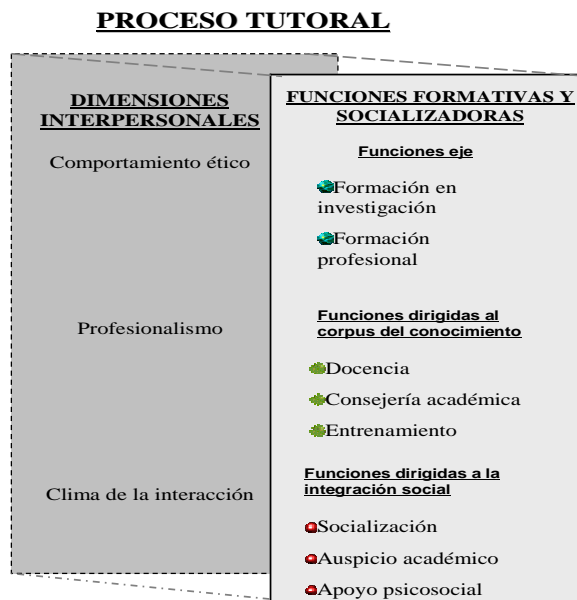 PROCESO TUTORAL
DIMENSIONES
INTERPERSONALES
Comportamiento ético
Profesionalismo
Clima de la interacción
FUNCIONES FORMATIVAS Y
SOCIALIZADORAS
Funciones eje
Formación en
investigación
Formación
profesional
Funciones dirigidas al
corpus del conocimiento
Docencia
Consejería académica
Entrenamiento
Funciones dirigidas a la
integración social
Socialización
Auspicio académico
Apoyo psicosocial